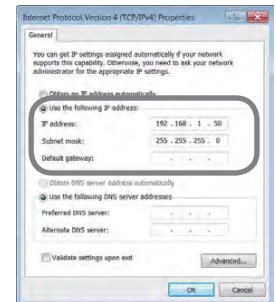 Internet Protocol Version 4 (TCP/IPv4) Properties
General
You can get IP settings assigned automatically if your network
supports this capability. Otherwise, you need to ask your network
administrator for the appropriate IP settings.
Obtain an IP address automatically
Use the following IP address:
IP address: 192 . 168 . 1 . 50
Subnet mask: 255 . 255 . 255 . 0
Default gateway: . . .
Obtain DNS server address automatically
Use the following DNS server addresses
Preferred DNS server: . . .
Alternate DNS server: . . .
Validate settings upon exit
Advanced...
OK Cancel